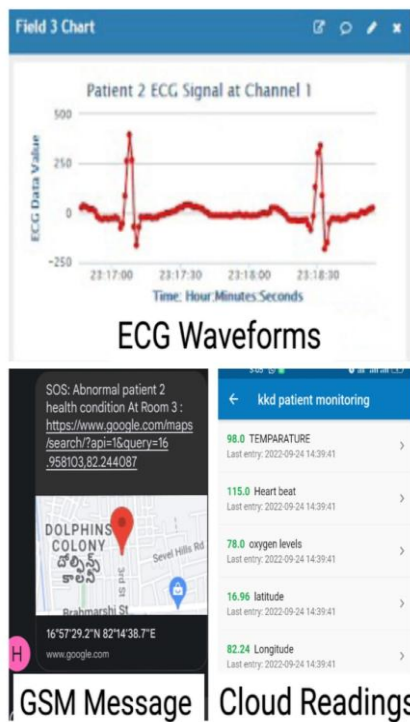 Field 3 Chart
Patient 2 ECG Signal at Channel 1
ECG Data Value
500
250
0
-250
23:17:00 23:17:30 23:18:00 23:18:30
Time: Hour:Minutes:Seconds
ECG Waveforms
SOS: Abnormal patient 2
health condition At Room 3 :
https://www.google.com/maps
/search/?api=1&query=16
.958103,82.244087
DOLPHINS
COLONY
డోల్ఫిన్స్
కాలనీ
3rd St
Sevel Hills Rd
Brahmarshi St
16°57'29.2"N 82°14'38.7"E
www.google.com
H
GSM Message
kkd patient monitoring
98.0 TEMPARATURE
Last entry: 2022-09-24 14:39:41
115.0 Heart beat
Last entry: 2022-09-24 14:39:41
78.0 oxygen levels
Last entry: 2022-09-24 14:39:41
16.96 latitude
Last entry: 2022-09-24 14:39:41
82.24 Longitude
Last entry: 2022-09-24 14:39:41
Cloud Readings